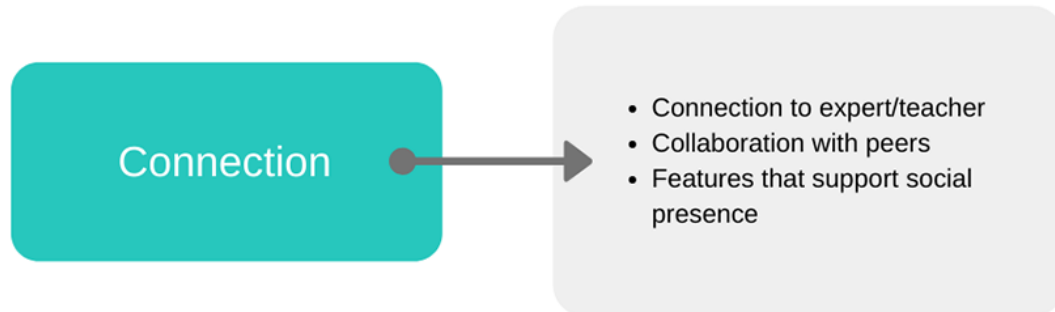 Connection
• Connection to expert/teacher
• Collaboration with peers
• Features that support social
presence